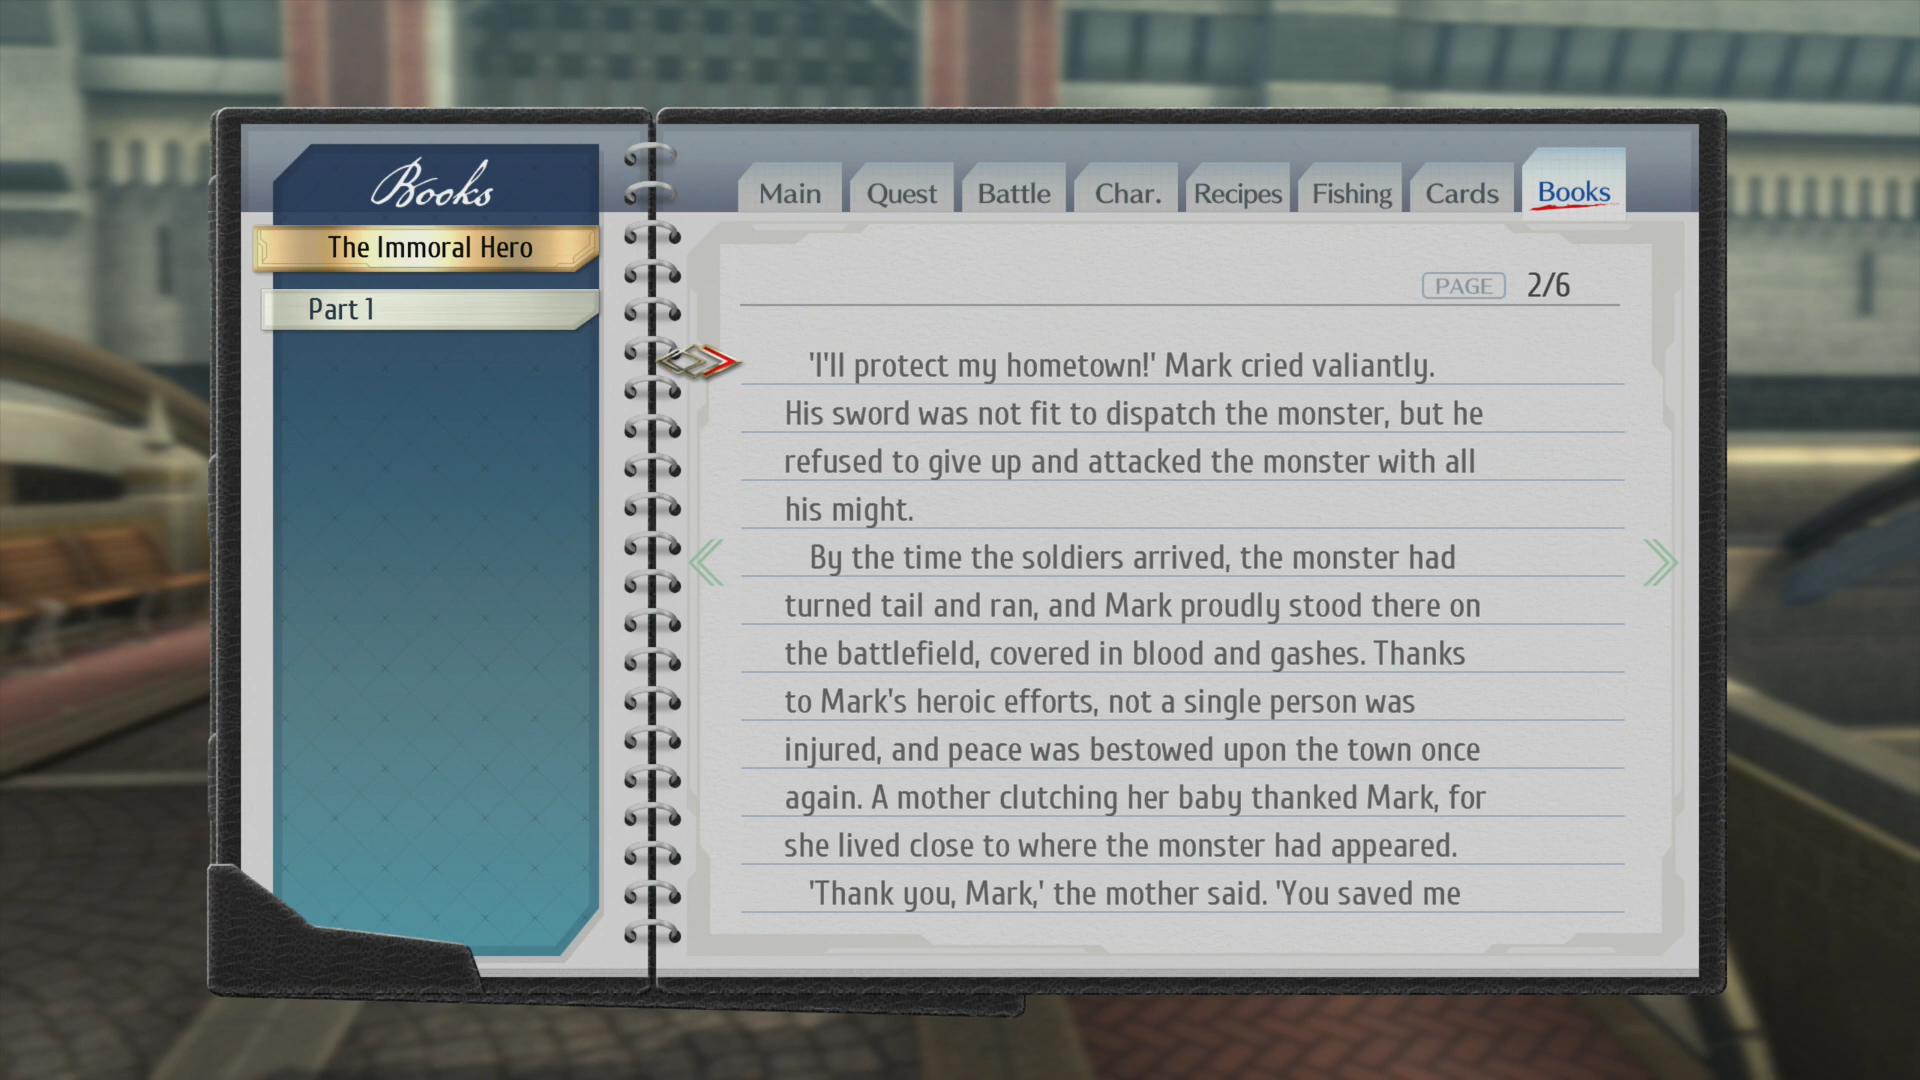 Books
The Immoral Hero
Part 1
Main
Quest
Battle
Char.
Recipes
Fishing
Cards
Books
PAGE 2/6
'I'll protect my hometown!' Mark cried valiantly.
His sword was not fit to dispatch the monster, but he
refused to give up and attacked the monster with all
his might.
By the time the soldiers arrived, the monster had
turned tail and ran, and Mark proudly stood there on
the battlefield, covered in blood and gashes. Thanks
to Mark's heroic efforts, not a single person was
injured, and peace was bestowed upon the town once
again. A mother clutching her baby thanked Mark, for
she lived close to where the monster had appeared.
'Thank you, Mark,' the mother said. 'You saved me